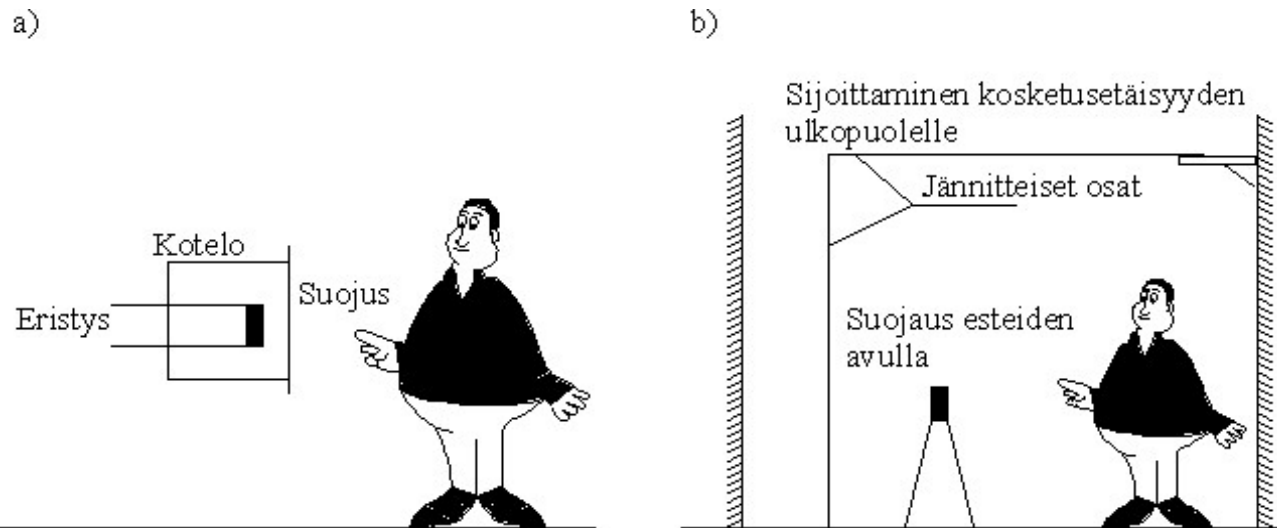 a)
Kotelo
Suojus
Eristys
b)
Sijoittaminen kosketusetäisyyden
ulkopuolelle
Jännitteiset osat
Suojaus esteiden
avulla